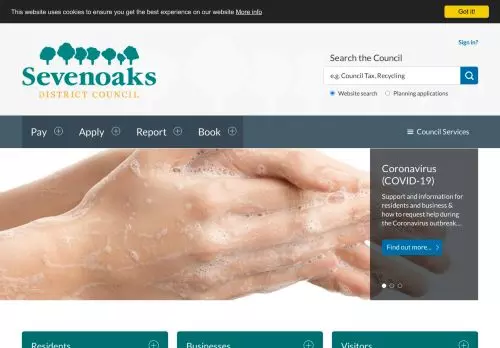 This website uses cookies to ensure you get the best experience on our website More info
Got it!
Sign in?
Sevenoaks
DISTRICT COUNCIL
Search the Council
e.g. Council Tax, Recycling
Website search
Planning applications
Pay
Apply
Report
Book
Council Services
Coronavirus
(COVID-19)
Support and information for
residents and business &
how to request help during
the Coronavirus outbreak....
Find out more...
Residents
Businesses
Visitors